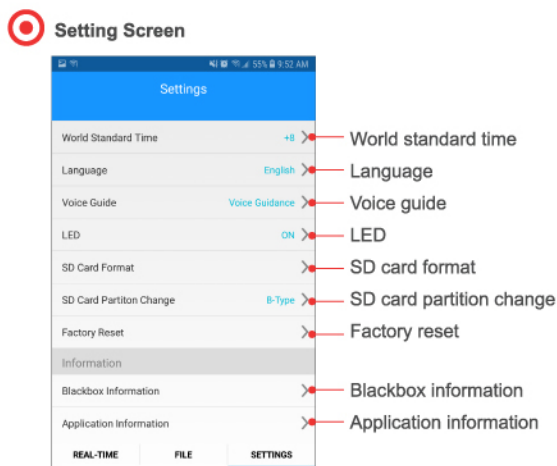 Setting Screen
55% 9:52 AM
Settings
World Standard Time +8 World standard time
Language English Language
Voice Guide Voice Guidance Voice guide
LED ON LED
SD Card Format SD card format
SD Card Partiton Change B-Type SD card partition change
Factory Reset Factory reset
Information
Blackbox Information Blackbox information
Application Information Application information
REAL-TIME FILE SETTINGS